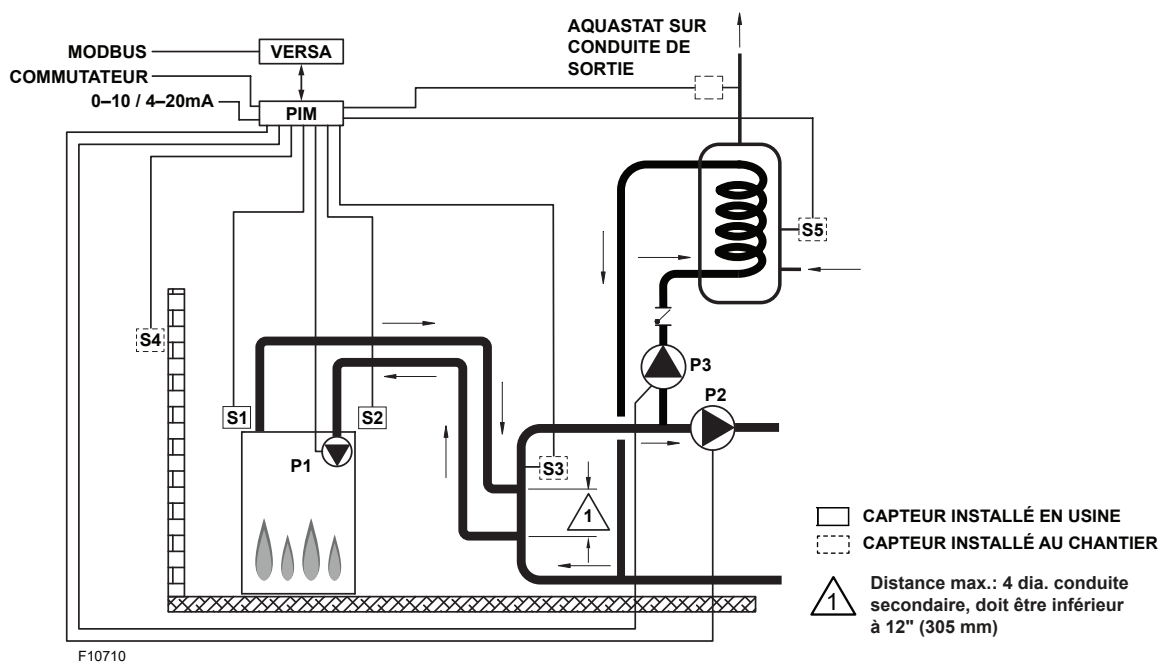 AQUASTAT SUR
CONDUITE DE
SORTIE
MODBUS
VERSA
COMMUTATEUR
0–10 / 4–20mA
PIM
S5
S4
P3
P2
S1
S2
P1
S3
1
CAPTEUR INSTALLÉ EN USINE
CAPTEUR INSTALLÉ AU CHANTIER
1
Distance max.: 4 dia. conduite
secondaire, doit être inférieur
à 12" (305 mm)
F10710